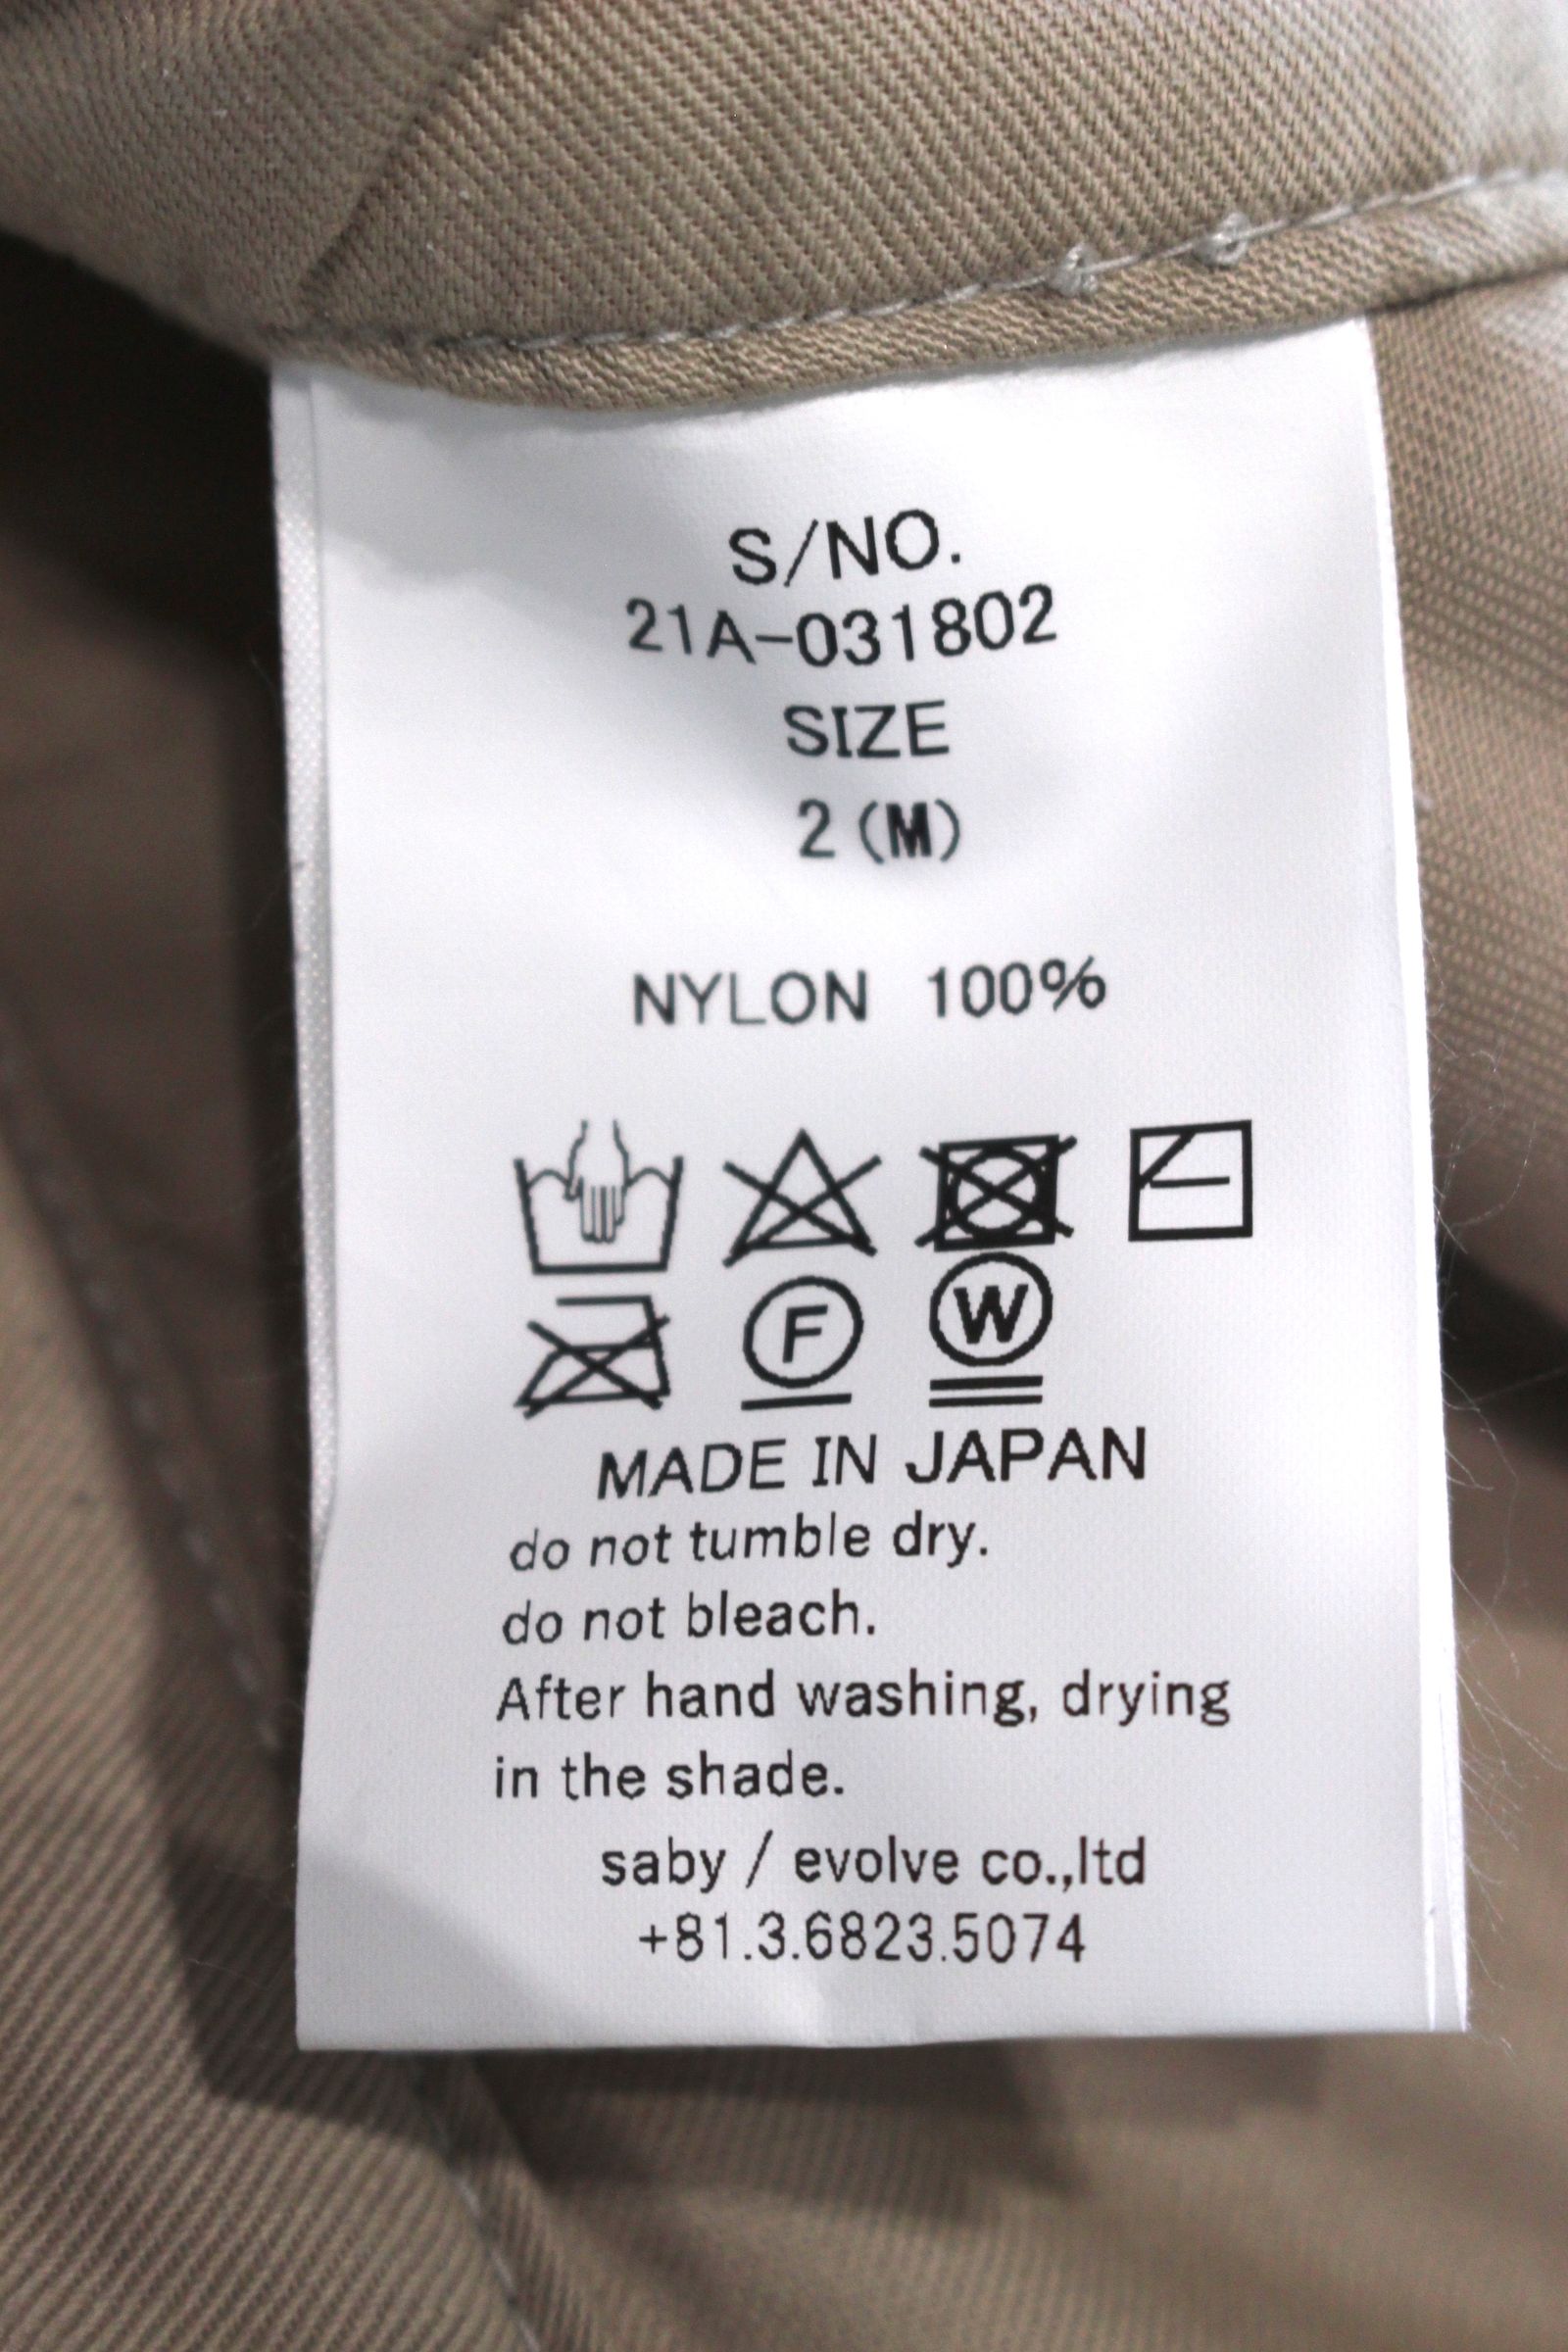 S/NO.
21A-031802
SIZE
2 (M)
NYLON 100%
F W
MADE IN JAPAN
do not tumble dry.
do not bleach.
After hand washing, drying
in the shade.
saby / evolve co.,ltd
+81.3.6823.5074